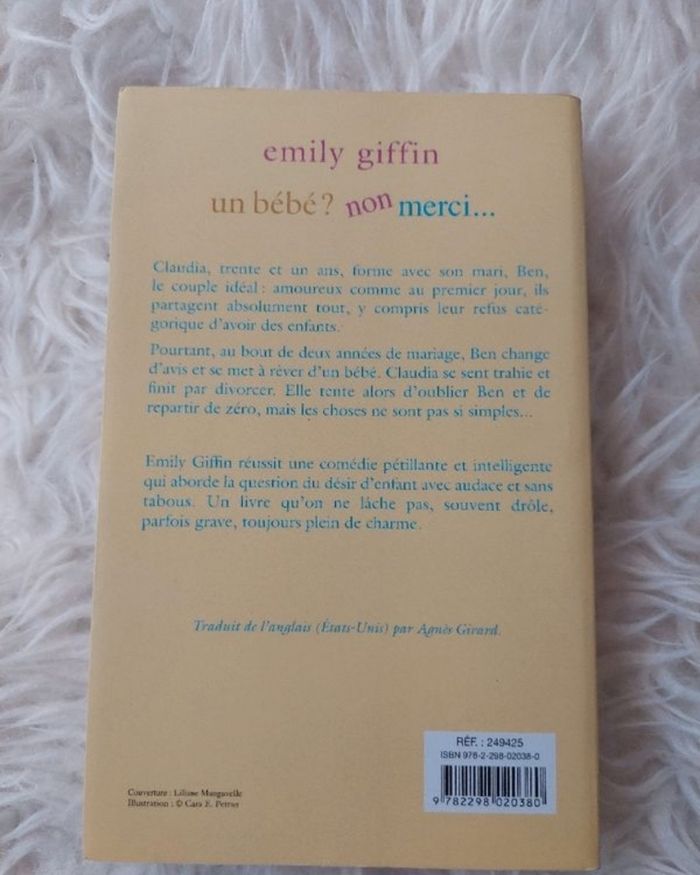 emily giffin
un bébé? non merci...
Claudia, trente et un ans, forme avec son mari, Ben,
le couple idéal : amoureux comme au premier jour, ils
partagent absolument tout, y compris leur refus caté-
gorique d'avoir des enfants.
Pourtant, au bout de deux années de mariage, Ben change
d'avis et se met à rêver d'un bébé. Claudia se sent trahie et
finit par divorcer. Elle tente alors d'oublier Ben et de
repartir de zéro, mais les choses ne sont pas si simples...
Emily Giffin réussit une comédie pétillante et intelligente
qui aborde la question du désir d'enfant avec audace et sans
tabous. Un livre qu'on ne lâche pas, souvent drôle,
parfois grave, toujours plein de charme.
Traduit de l'anglais (États-Unis) par Agnès Girard.
RÉF. : 249425
ISBN 978-2-298-02038-0
9 782298 020380
Couverture : Liliane Mangavelle
Illustration : © Cara E. Petrus